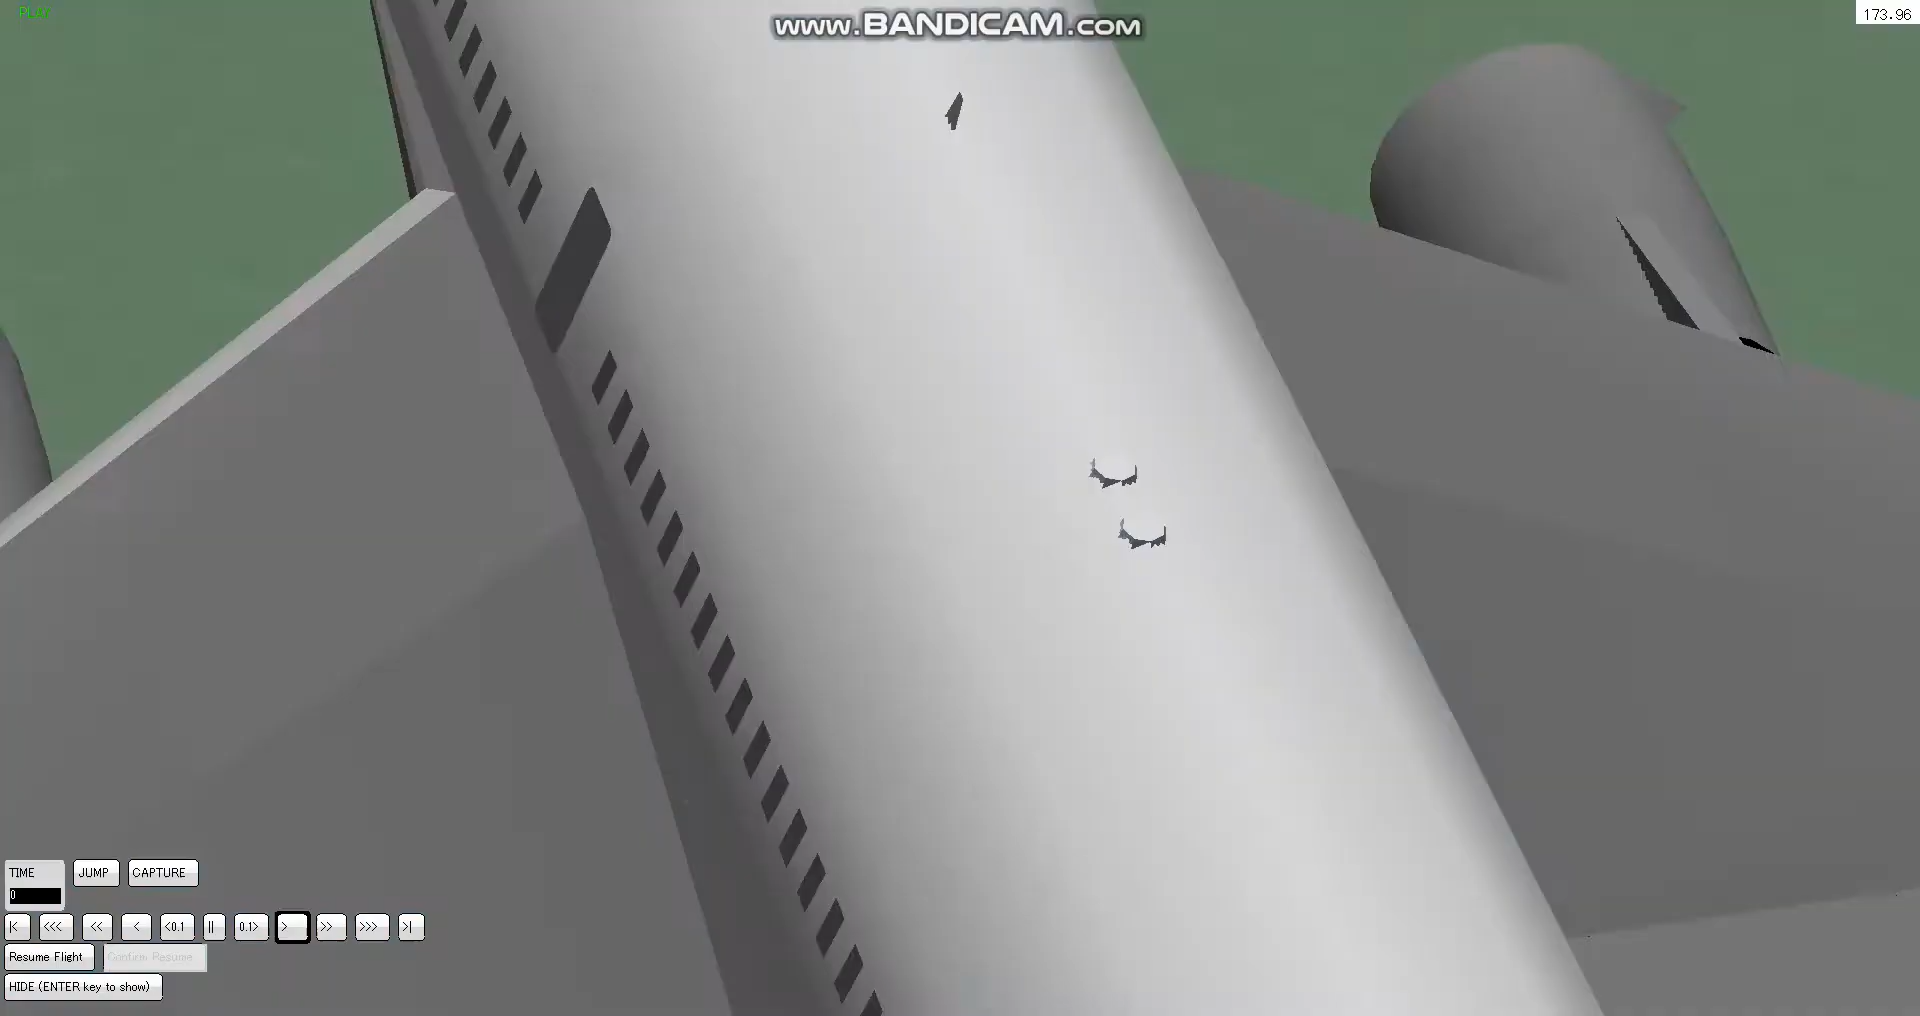 PLAY
www.BANDICAM.com
173.96
TIME
0
JUMP
CAPTURE
|< <<< << < <0.1 || 0.1> > >> >>> >|
Resume Flight
Confirm Resume
HIDE (ENTER key to show)